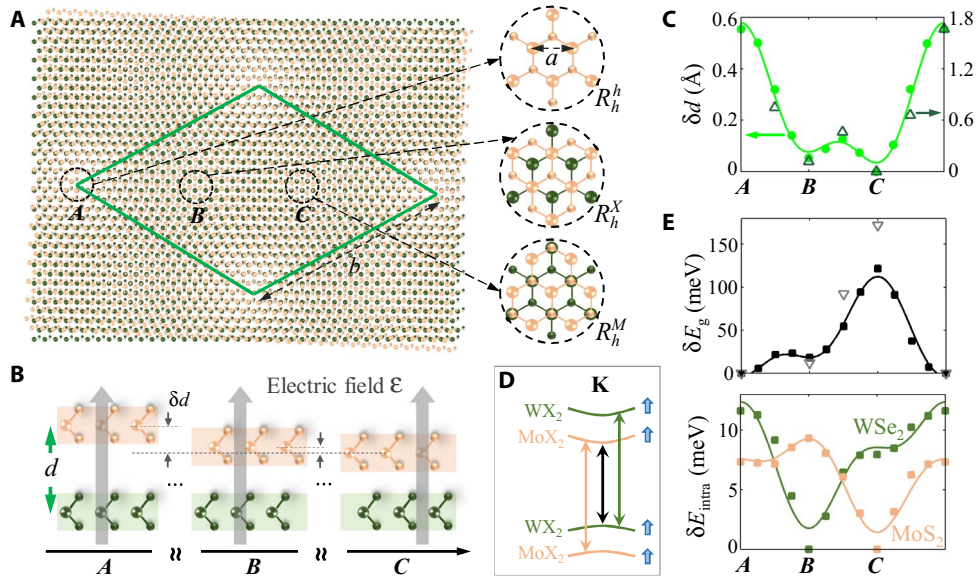 A
a
R_h^h
R_h^X
R_h^M
A
B
C
b
B
Electric field ε
δd
d
...
...
A
≈
B
≈
C
C
δd (Å)
0.6
0.4
0.2
0
1.8
1.2
0.6
0
A
B
C
D
K
WX₂
MoX₂
WX₂
MoX₂
E
δE_g (meV)
150
100
50
0
δE_intra (meV)
10
5
0
WSe₂
MoS₂
A
B
C